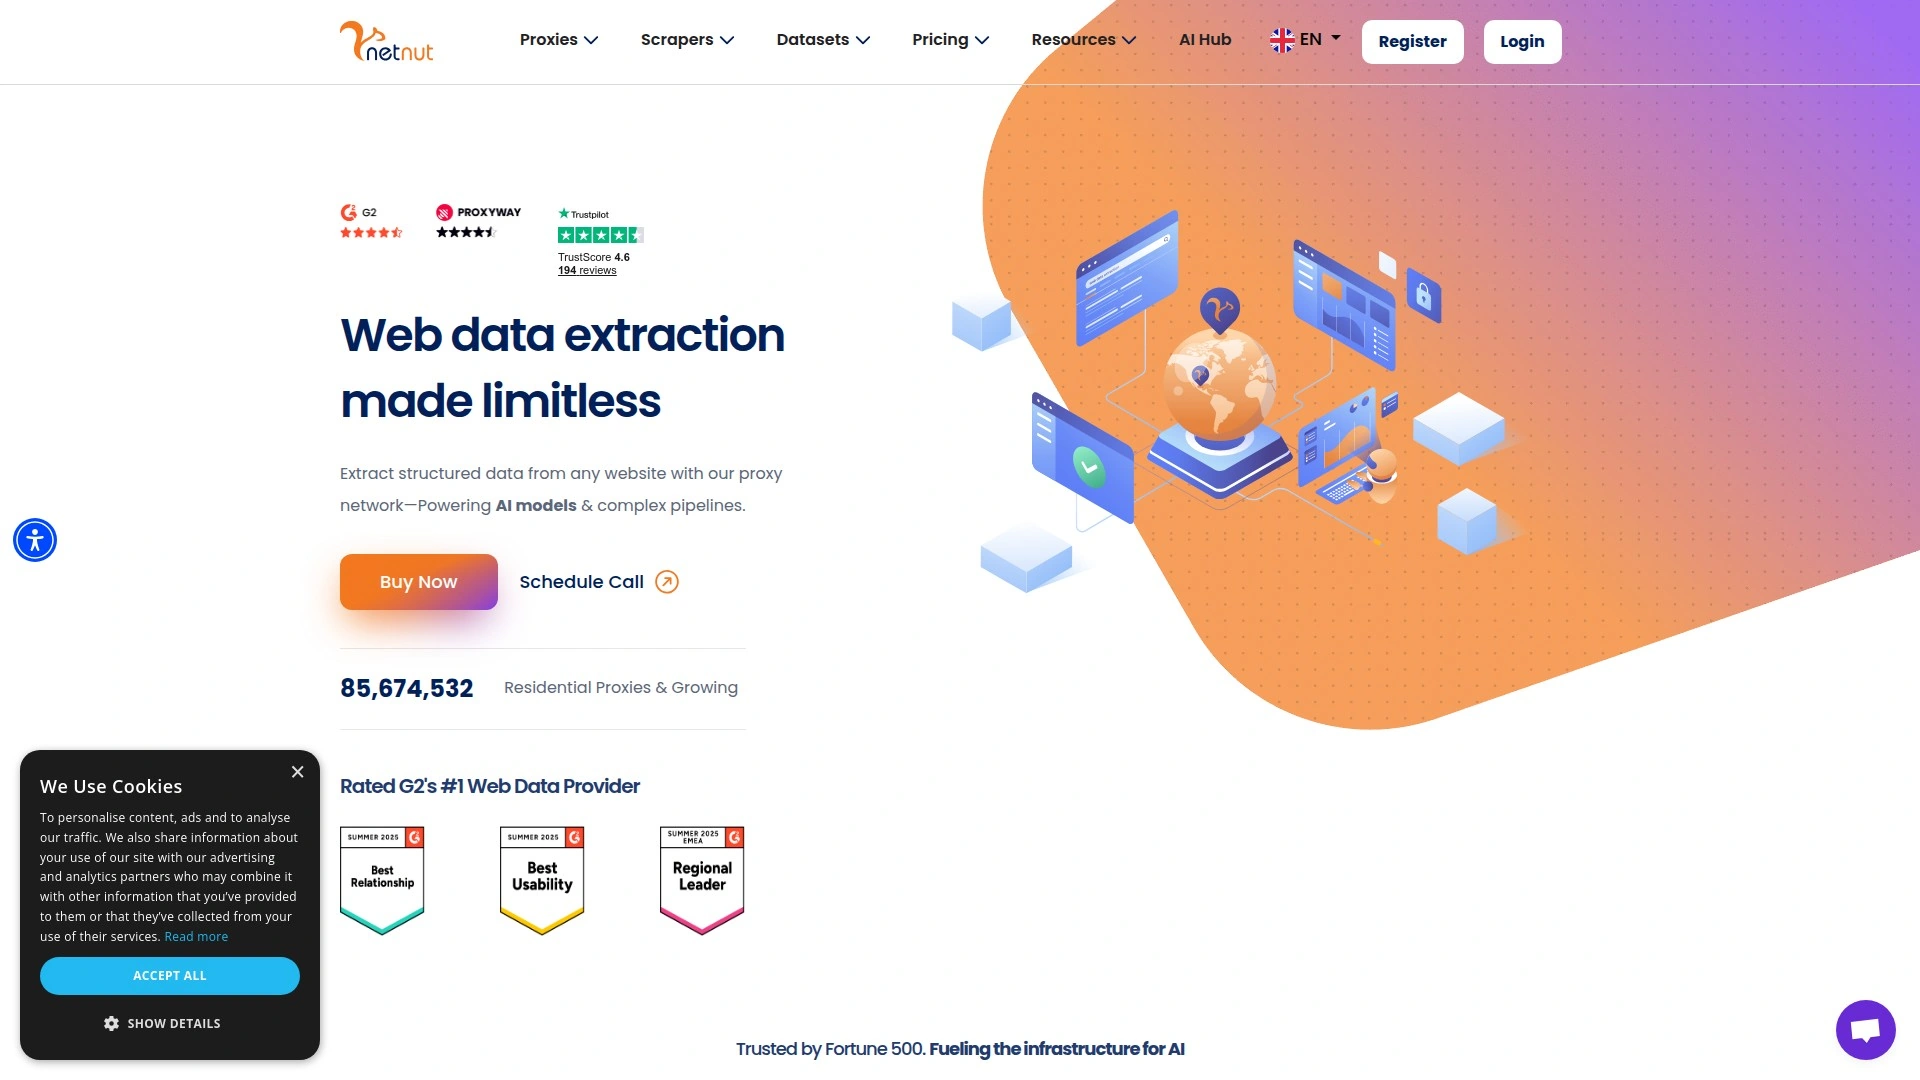 netnut
Proxies
Scrapers
Datasets
Pricing
Resources
AI Hub
EN
Register
Login
G2
PROXYWAY
Trustpilot
TrustScore 4.6
194 reviews
Web data extraction
made limitless
Extract structured data from any website with our proxy
network—Powering AI models & complex pipelines.
Buy Now
Schedule Call
85,674,532
Residential Proxies & Growing
Rated G2's #1 Web Data Provider
SUMMER 2025
Best
Relationship
SUMMER 2025
Best
Usability
SUMMER 2025
EMEA
Regional
Leader
We Use Cookies
To personalise content, ads and to analyse
our traffic. We also share information about
your use of our site with our advertising
and analytics partners who may combine it
with other information that you've provided
to them or that they've collected from your
use of their services. Read more
ACCEPT ALL
SHOW DETAILS
Trusted by Fortune 500. Fueling the infrastructure for AI